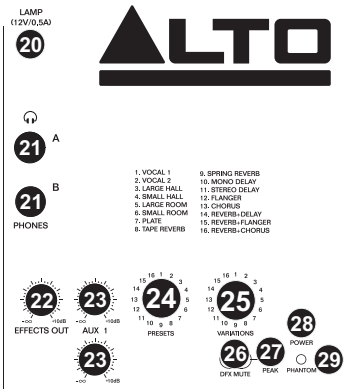 LAMP
(12V/0,5A)
20
ALTO
21 A
B
21
PHONES
1. VOCAL 1
2. VOCAL 2
3. LARGE HALL
4. SMALL HALL
5. LARGE ROOM
6. SMALL ROOM
7. PLATE
8. TAPE REVERB
9. SPRING REVERB
10. MONO DELAY
11. STEREO DELAY
12. FLANGER
13. CHORUS
14. REVERB+DELAY
15. REVERB+FLANGER
16. REVERB+CHORUS
22
-∞ +10dB
EFFECTS OUT
23
-∞ +10dB
AUX 1
16 1 2
15 3
14 4
13 24 5
12 6
11 7
10 9 8
PRESETS
16 1 2
15 3
14 4
13 25 5
12 6
11 7
10 9 8
VARIATIONS
23
-∞ +10dB
26
DFX MUTE
27
PEAK
28
POWER
PHANTOM 29